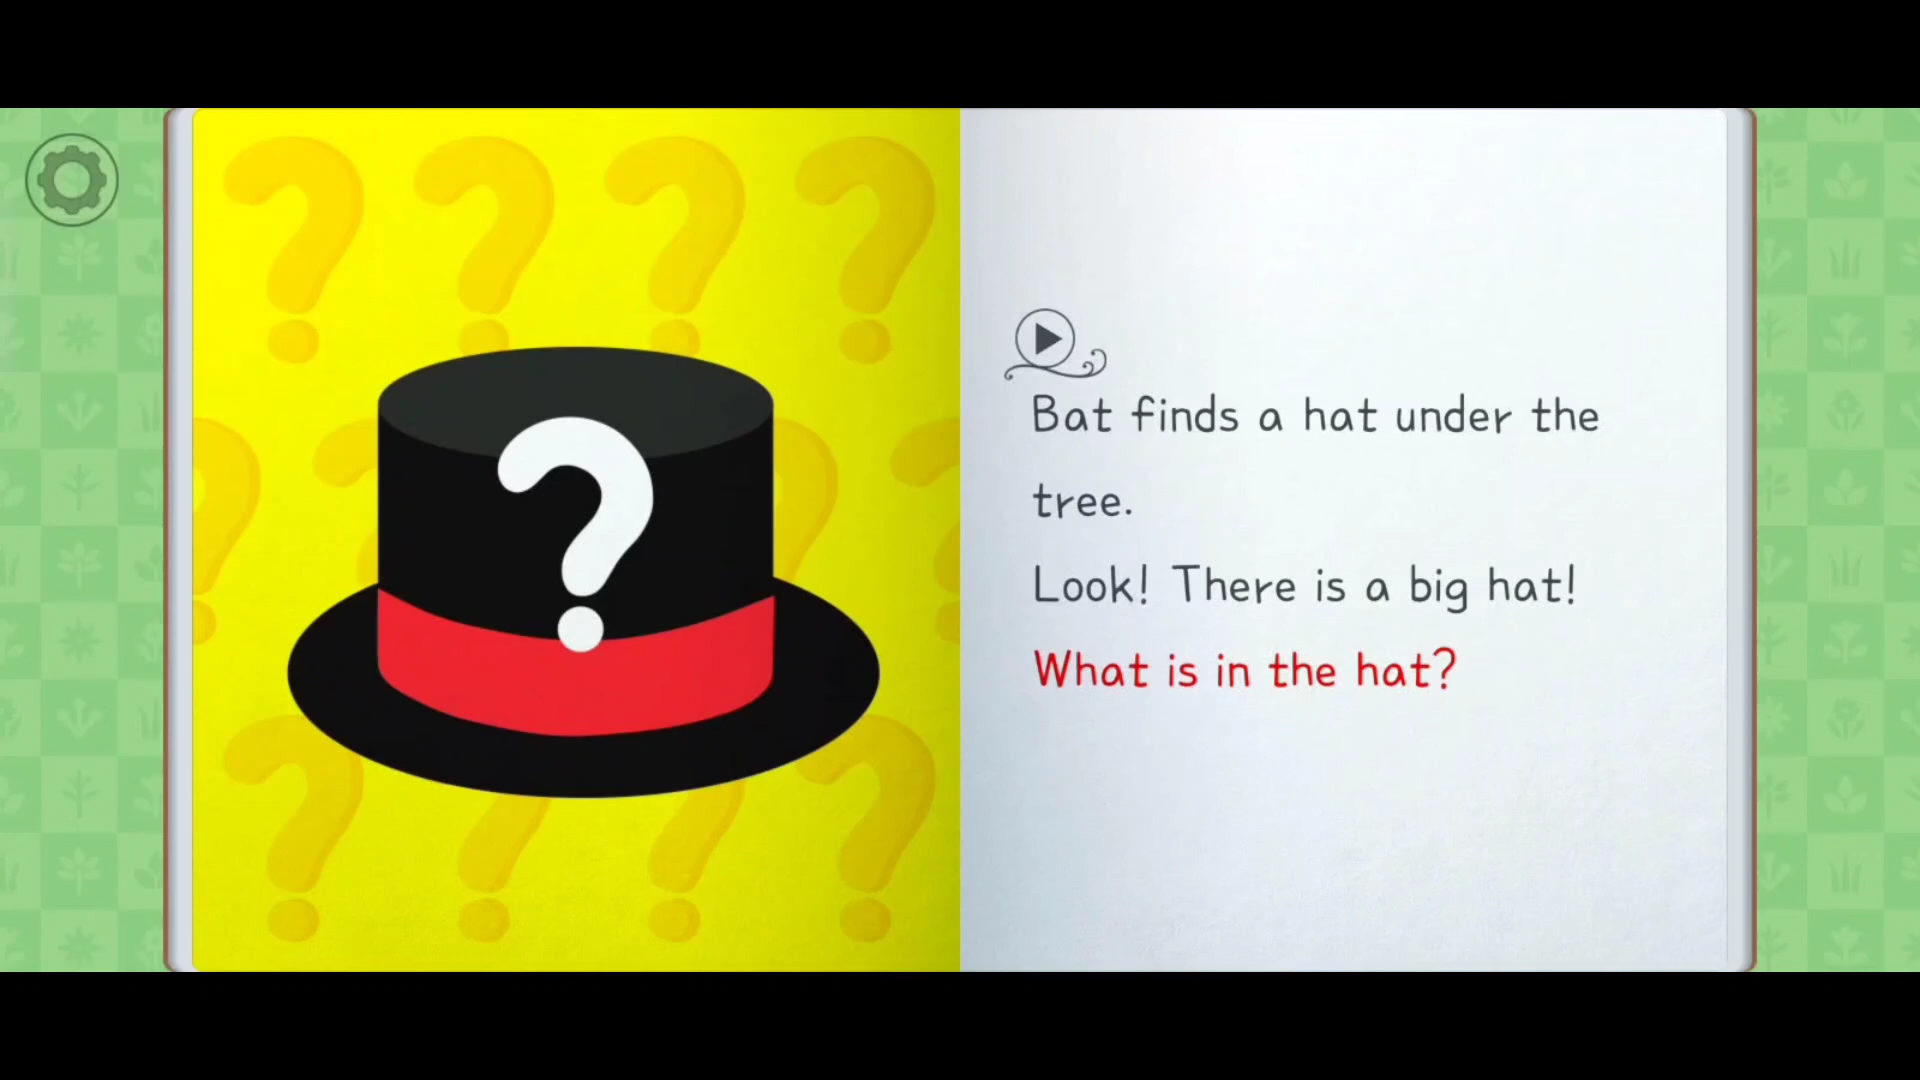 ?
Bat finds a hat under the
tree.
Look! There is a big hat!
What is in the hat?